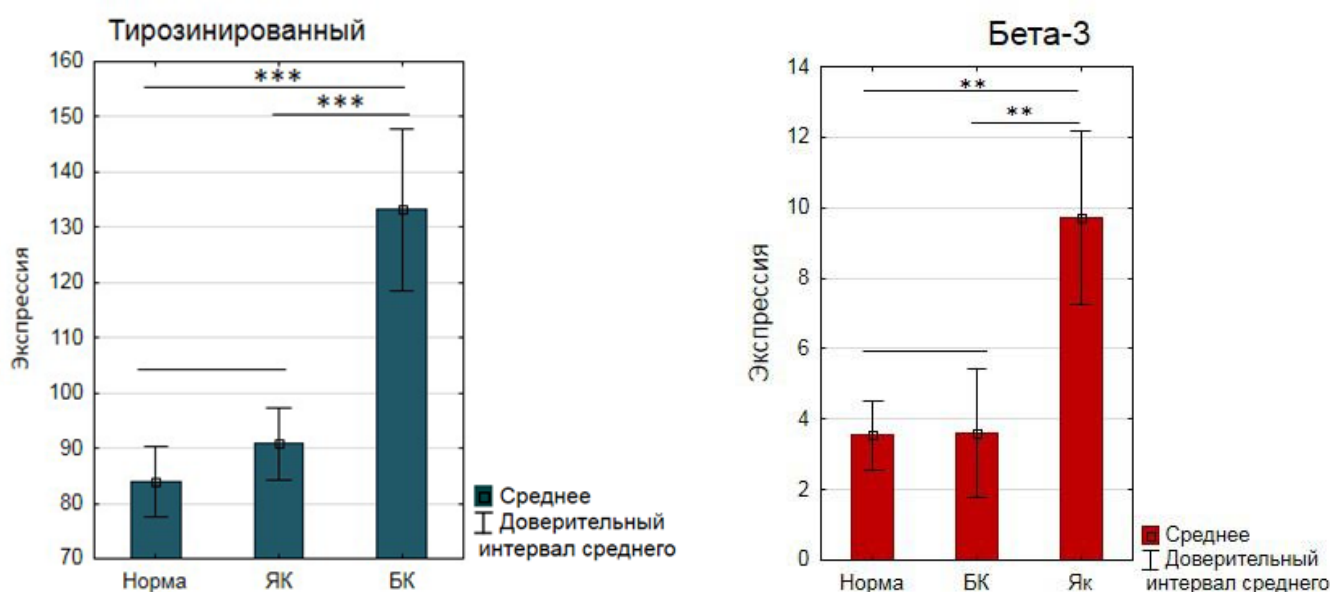 Тирозинированный
160
150
140
130
120
110
100
90
80
70
Экспрессия
***
***
Норма ЯК БК
Среднее
Доверительный
интервал среднего
Бета-3
14
12
10
8
6
4
2
0
Экспрессия
**
**
Норма БК Як
Среднее
Доверительный
интервал среднего